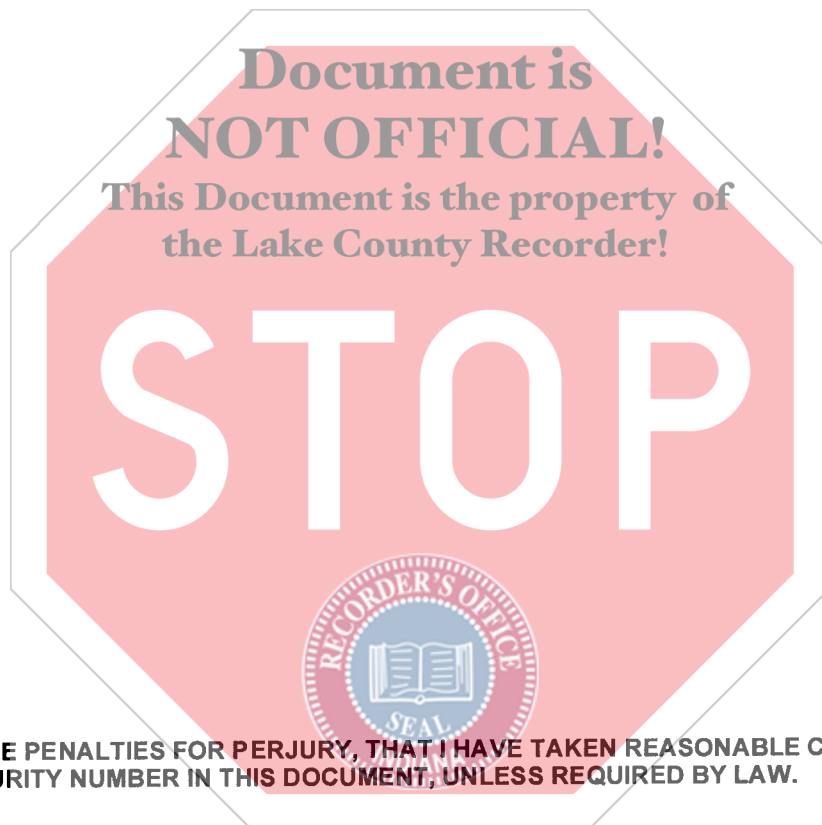 Document is
NOT OFFICIAL!
This Document is the property of
the Lake County Recorder!
STOP
RECORDER'S OFFICE
SEAL
INDIANA
E PENALTIES FOR PERJURY, THAT I HAVE TAKEN REASONABLE C
URITY NUMBER IN THIS DOCUMENT, UNLESS REQUIRED BY LAW.